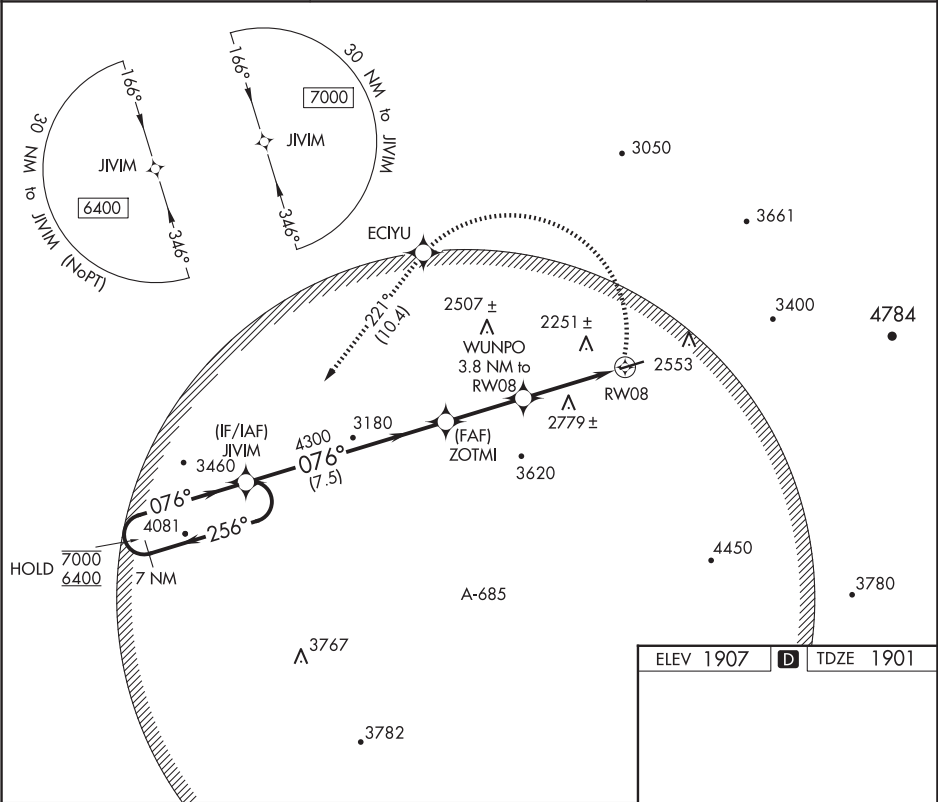 166°
JIVIM
6400
346°
30 NM to JIVIM (NoPT)
166°
7000
JIVIM
346°
30 NM to JIVIM
3050
3661
ECIYU
3400
4784
221°
(10.4)
2507 ±
2251 ±
WUNPO
3.8 NM to
RW08
2553
RW08
2779 ±
(FAF)
ZOTMI
3620
3180
4300
076°
(7.5)
(IF/IAF)
JIVIM
3460
076°
4081
256°
HOLD
7000
6400
7 NM
4450
3780
A-685
3767
3782
ELEV 1907 D TDZE 1901